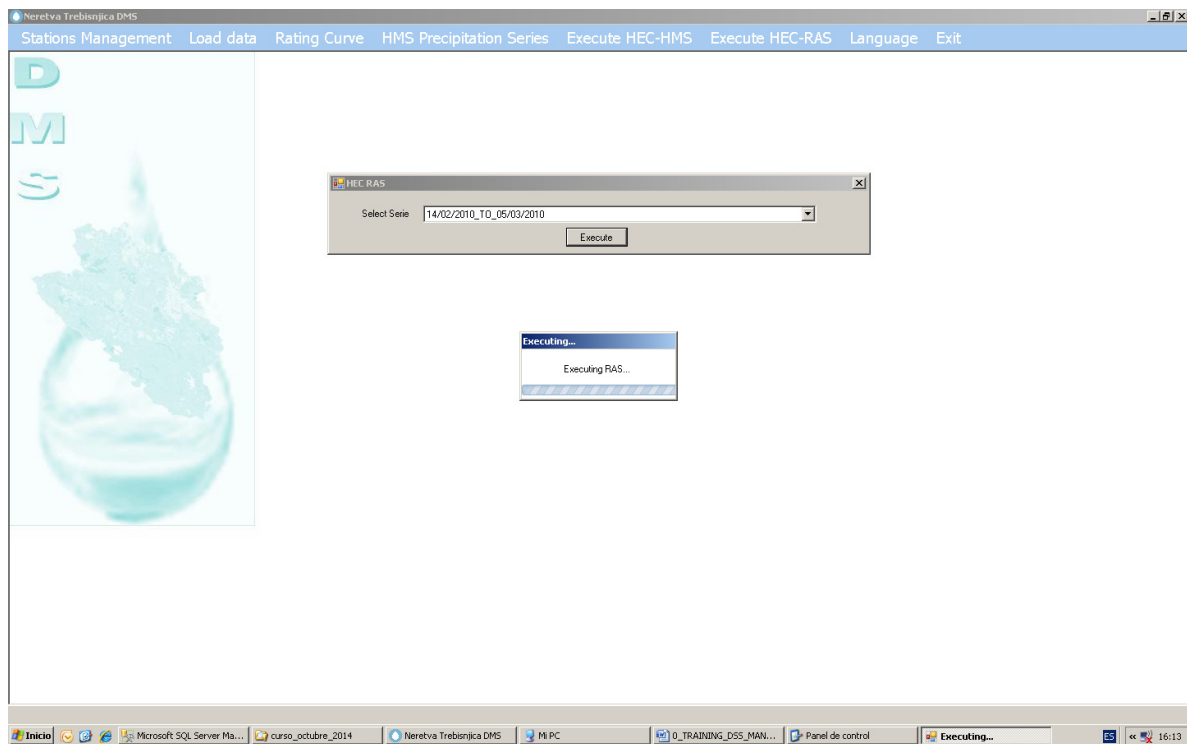 Neretva Trebisnjica DMS
Stations Management Load data Rating Curve HMS Precipitation Series Execute HEC-HMS Execute HEC-RAS Language Exit
D
M
S
HEC RAS
Select Serie 14/02/2010_TO_05/03/2010
Execute
Executing...
Executing RAS...
Inicio Microsoft SQL Server Ma... curso_octubre_2014 Neretva Trebisnjica DMS Mi PC 0_TRAINING_DSS_MAN... Panel de control Executing... ES « 16:13